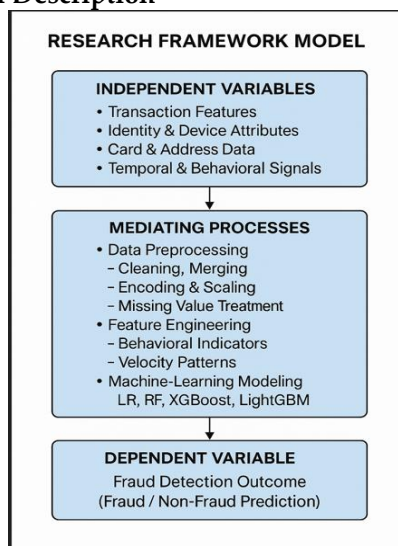 Description
RESEARCH FRAMEWORK MODEL
INDEPENDENT VARIABLES
• Transaction Features
• Identity & Device Attributes
• Card & Address Data
• Temporal & Behavioral Signals
MEDIATING PROCESSES
• Data Preprocessing
– Cleaning, Merging
– Encoding & Scaling
– Missing Value Treatment
• Feature Engineering
– Behavioral Indicators
– Velocity Patterns
• Machine-Learning Modeling
LR, RF, XGBoost, LightGBM
DEPENDENT VARIABLE
Fraud Detection Outcome
(Fraud / Non-Fraud Prediction)